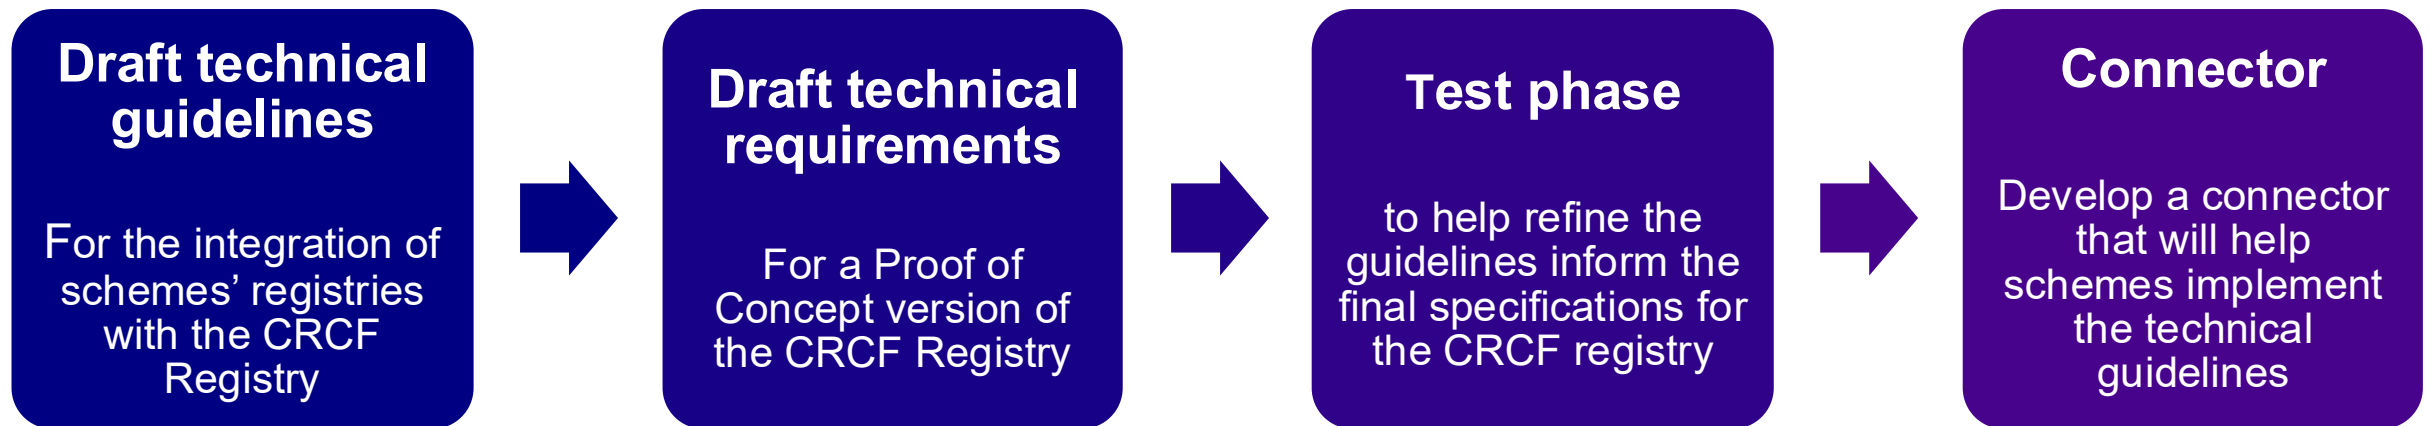 Draft technical
guidelines
For the integration of
schemes’ registries
with the CRCF
Registry
Draft technical
requirements
For a Proof of
Concept version of
the CRCF Registry
Test phase
to help refine the
guidelines inform the
final specifications for
the CRCF registry
Connector
Develop a connector
that will help
schemes implement
the technical
guidelines